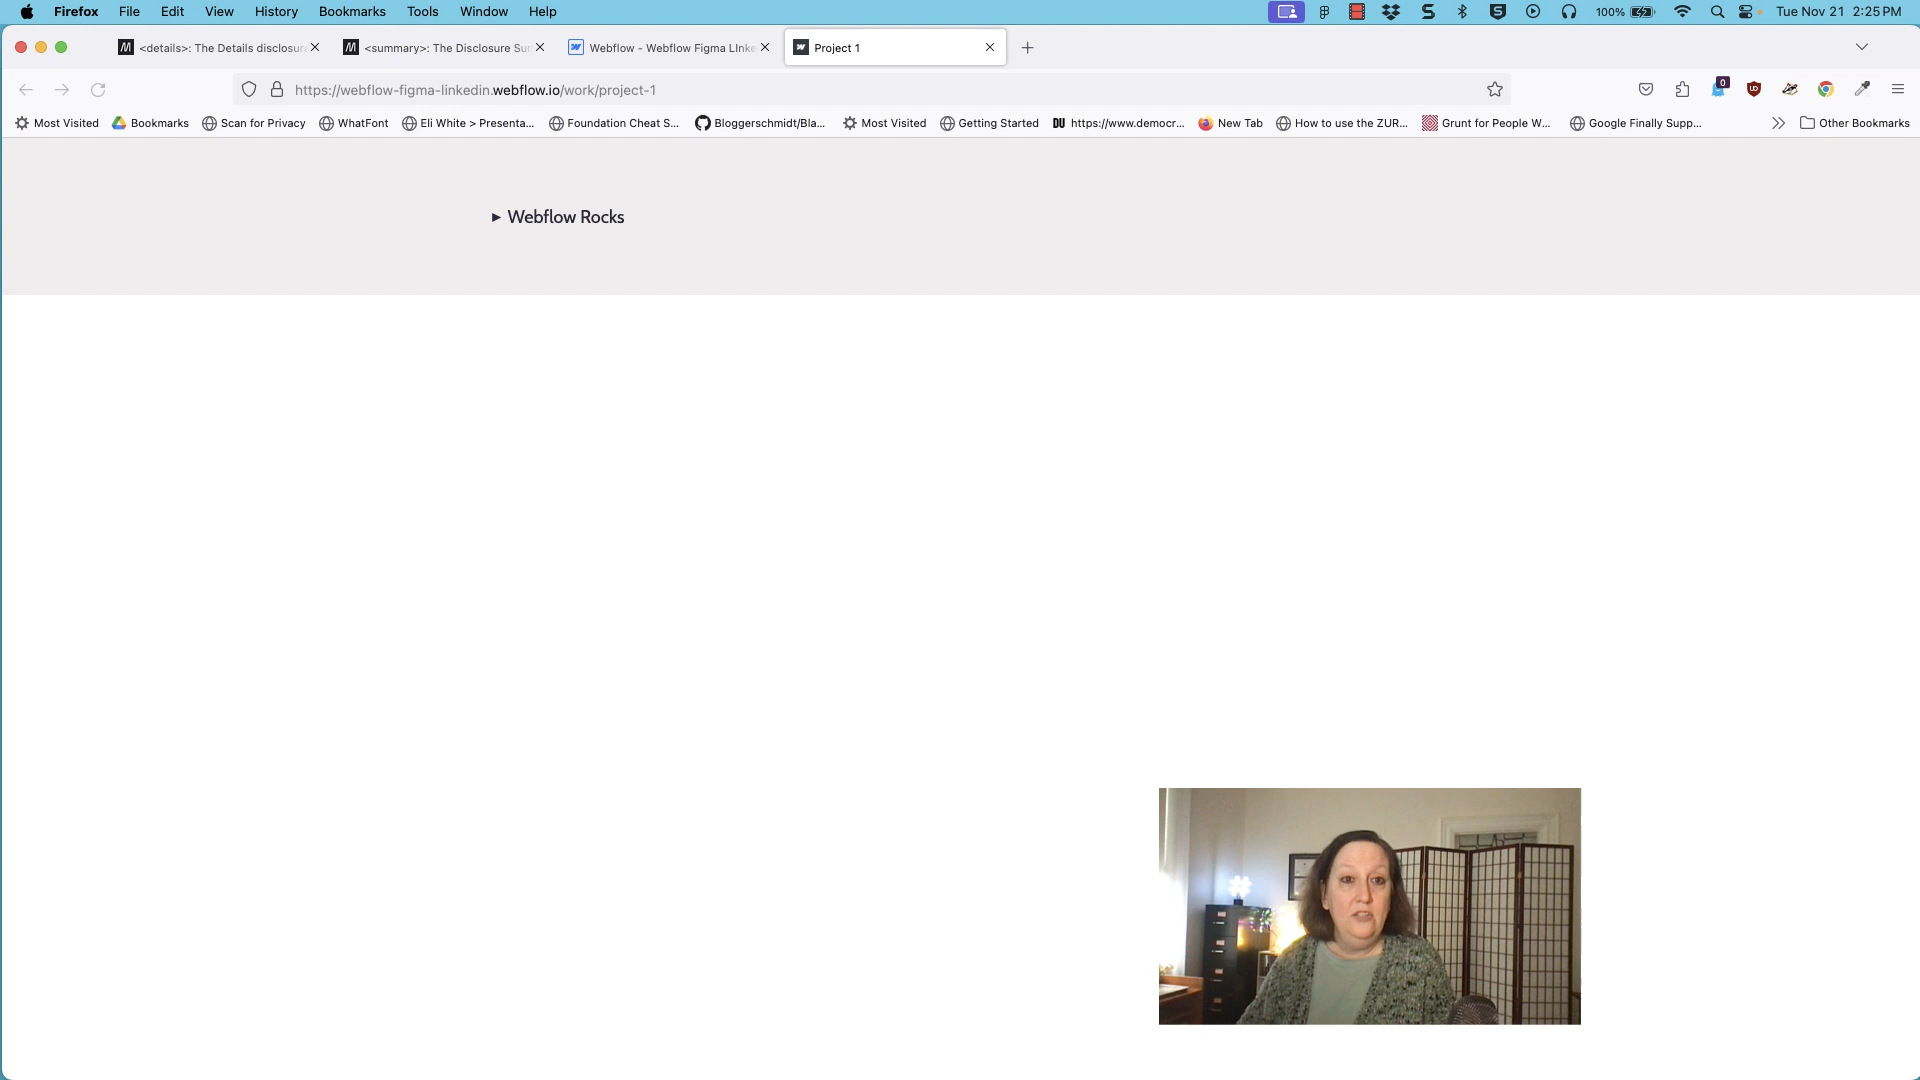 Firefox File Edit View History Bookmarks Tools Window Help 100% Tue Nov 21 2:25 PM
<details>: The Details disclosur <summary>: The Disclosure Su Webflow - Webflow Figma LInke Project 1
https://webflow-figma-linkedin.webflow.io/work/project-1 0
Most Visited Bookmarks Scan for Privacy WhatFont Eli White > Presenta... Foundation Cheat S... Bloggerschmidt/Bla... Most Visited Getting Started DU https://www.democr... New Tab How to use the ZUR... Grunt for People W... Google Finally Supp... Other Bookmarks
Webflow Rocks